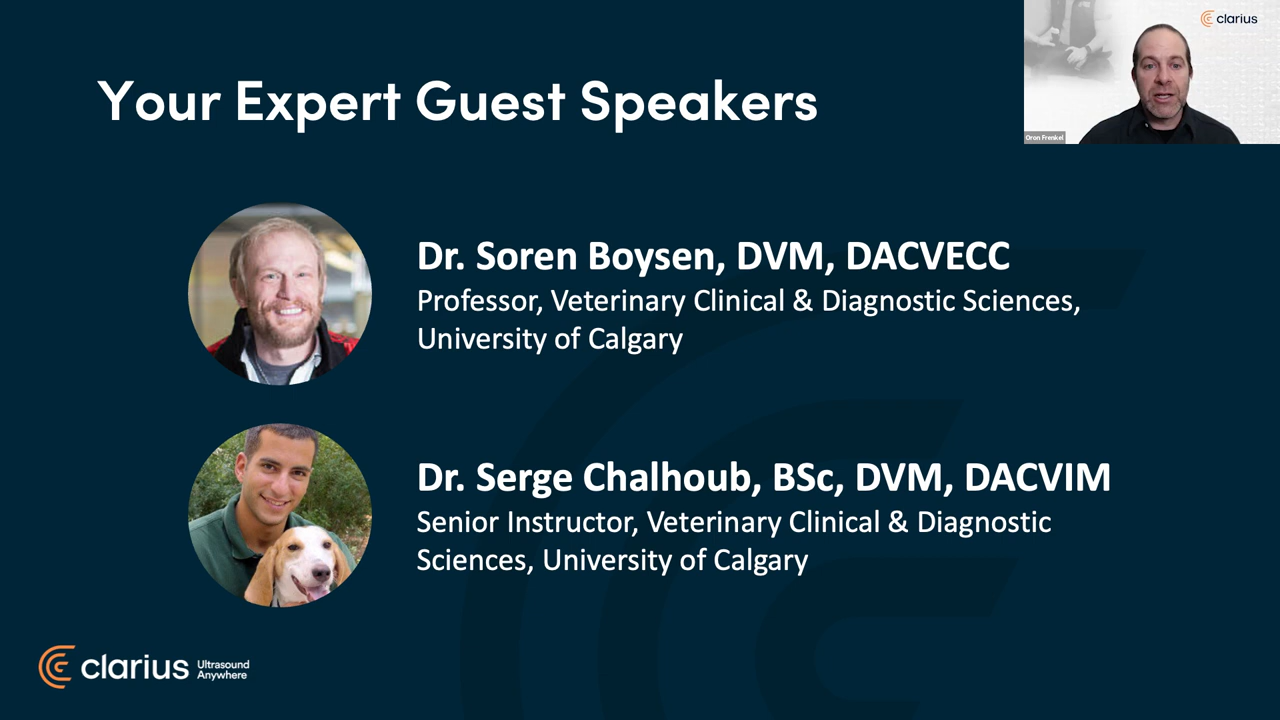 Your Expert Guest Speakers
clarius
Oron Frenkel
Dr. Soren Boysen, DVM, DACVECC
Professor, Veterinary Clinical & Diagnostic Sciences,
University of Calgary
Dr. Serge Chalhoub, BSc, DVM, DACVIM
Senior Instructor, Veterinary Clinical & Diagnostic
Sciences, University of Calgary
clarius Ultrasound
Anywhere